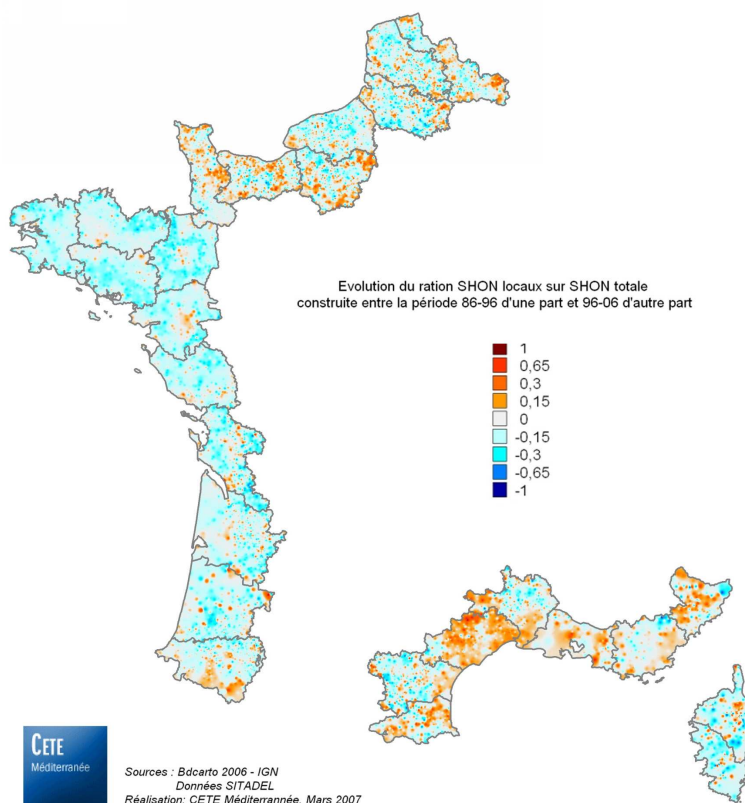 Evolution du ration SHON locaux sur SHON totale
construite entre la période 86-96 d'une part et 96-06 d'autre part
1
0,65
0,3
0,15
0
-0,15
-0,3
-0,65
-1
CETE
Méditerranée
Sources : Bdcarto 2006 - IGN
Données SITADEL
Réalisation: CETE Méditerrannée, Mars 2007